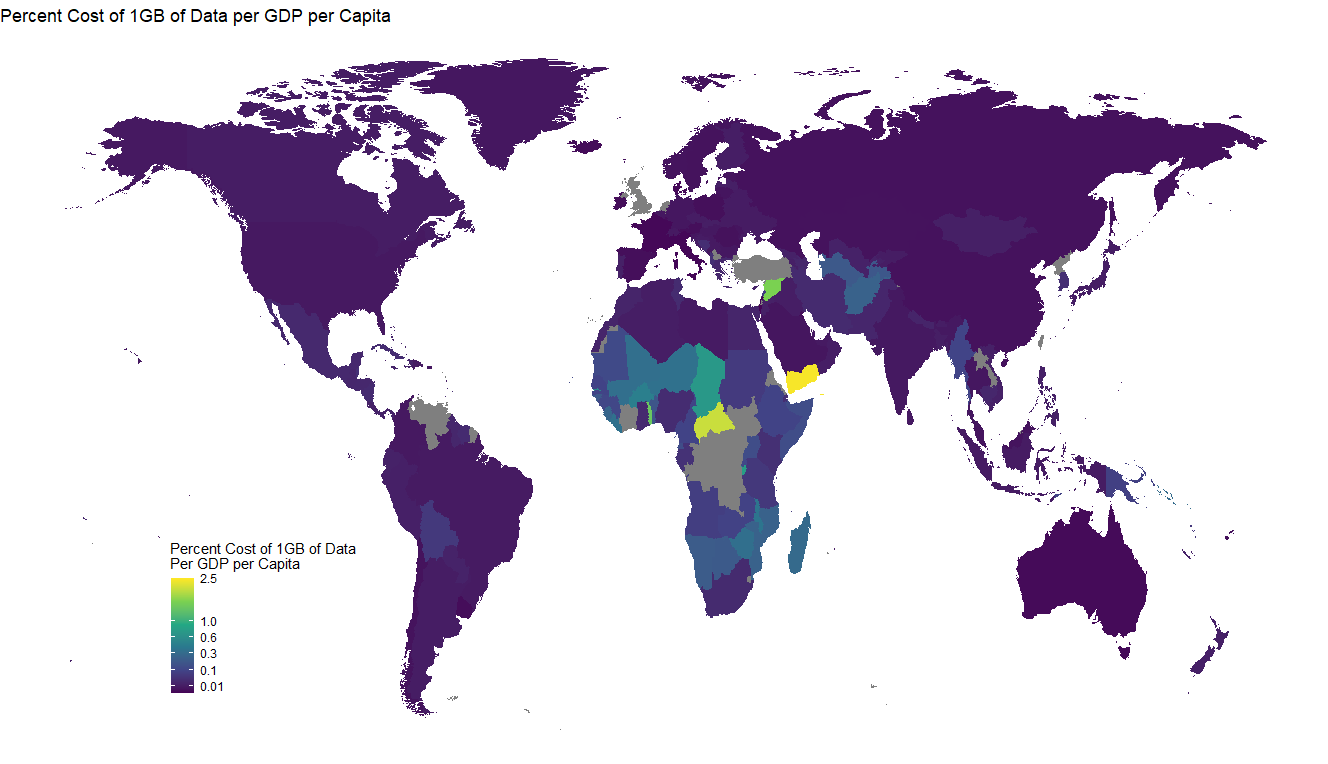 Percent Cost of 1GB of Data per GDP per Capita
Percent Cost of 1GB of Data
Per GDP per Capita
2.5
1.0
0.6
0.3
0.1
0.01